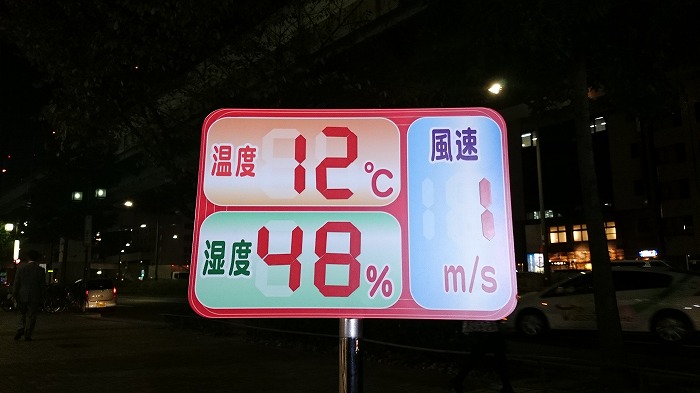 温度 12℃
湿度 48%
風速
1
m/s